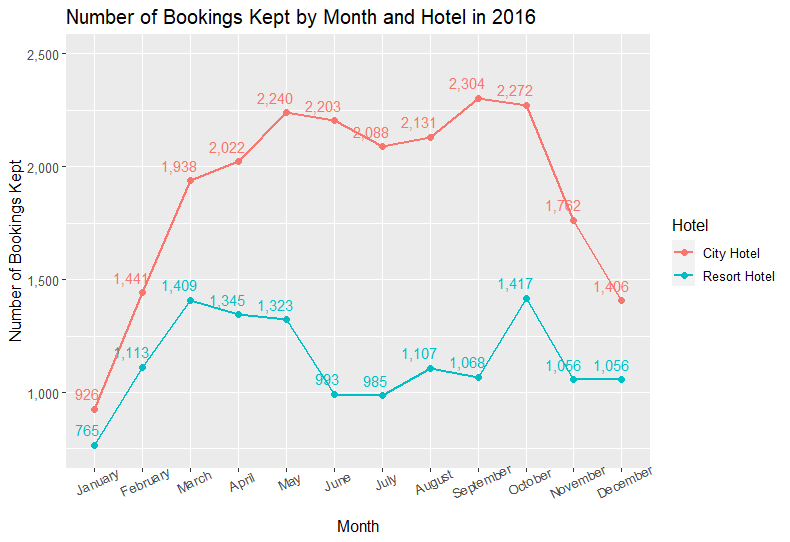 Number of Bookings Kept by Month and Hotel in 2016
2,500
2,000
1,500
1,000
Number of Bookings Kept
926
1,441
1,938
2,022
2,240
2,203
2,088
2,131
2,304
2,272
1,762
1,406
765
1,113
1,409
1,345
1,323
993
985
1,107
1,068
1,417
1,056
1,056
January
February
March
April
May
June
July
August
September
October
November
December
Month
Hotel
City Hotel
Resort Hotel